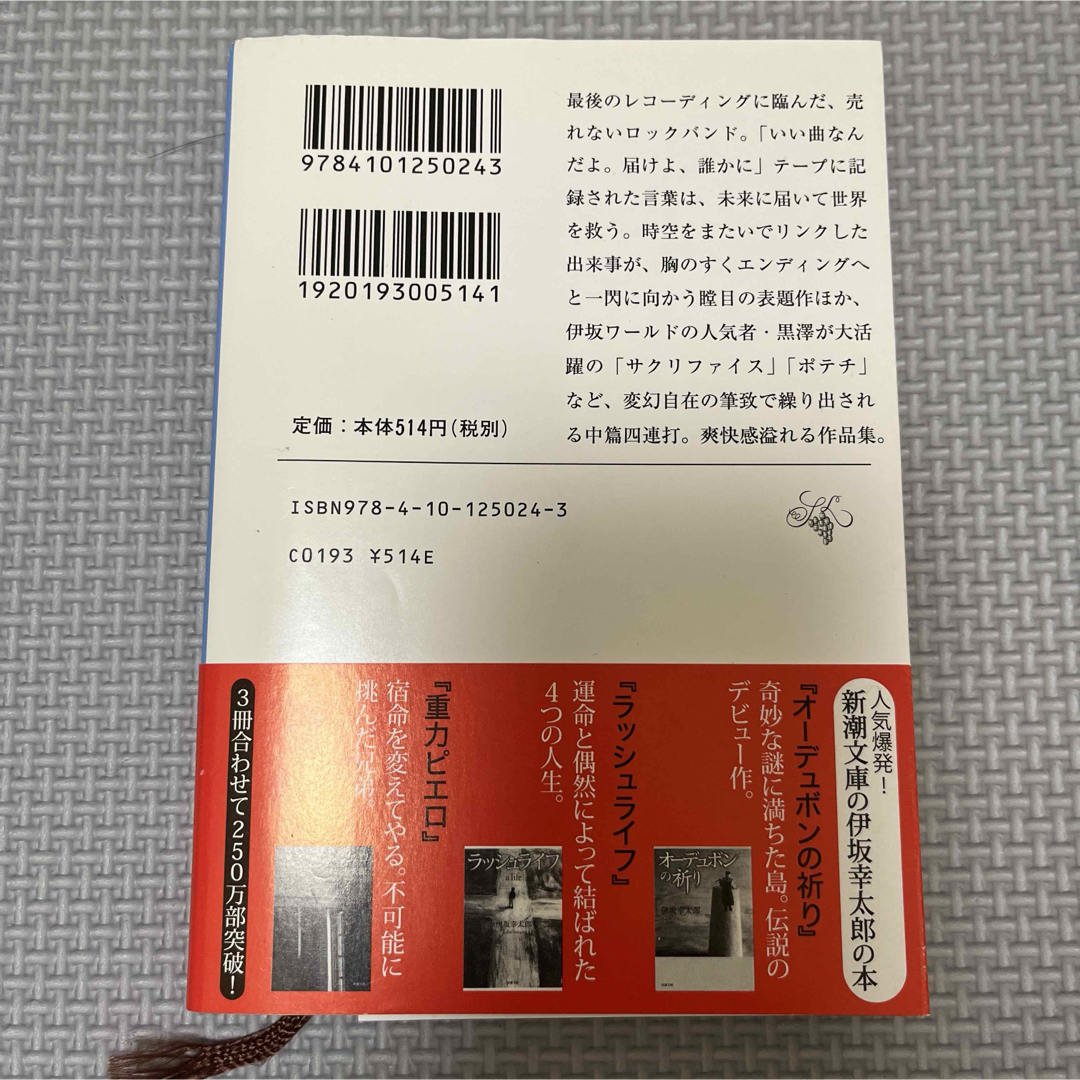 9784101250243
1920193005141
定価：本体514円（税別）
最後のレコーディングに臨んだ、売
れないロックバンド。「いい曲なん
だよ。届けよ、誰かに」テープに記
録された言葉は、未来に届いて世界
を救う。時空をまたいでリンクした
出来事が、胸のすくエンディングへ
と一閃に向かう瞠目の表題作ほか、
伊坂ワールドの人気者・黒澤が大活
躍の「サクリファイス」「ポテチ」
など、変幻自在の筆致で繰り出され
る中篇四連打。爽快感溢れる作品集。
ISBN978-4-10-125024-3
C0193 ¥514E
人気爆発！
新潮文庫の伊坂幸太郎の本
『オーデュボンの祈り』
奇妙な謎に満ちた島。伝説の
デビュー作。
オーデュボン
の祈り
伊坂幸太郎
『ラッシュライフ』
運命と偶然によって結ばれた
4つの人生。
ラッシュライフ
a life
伊坂幸太郎
『重力ピエロ』
宿命を変えてやる。不可能に
挑んだ兄弟。
3冊合わせて250万部突破！